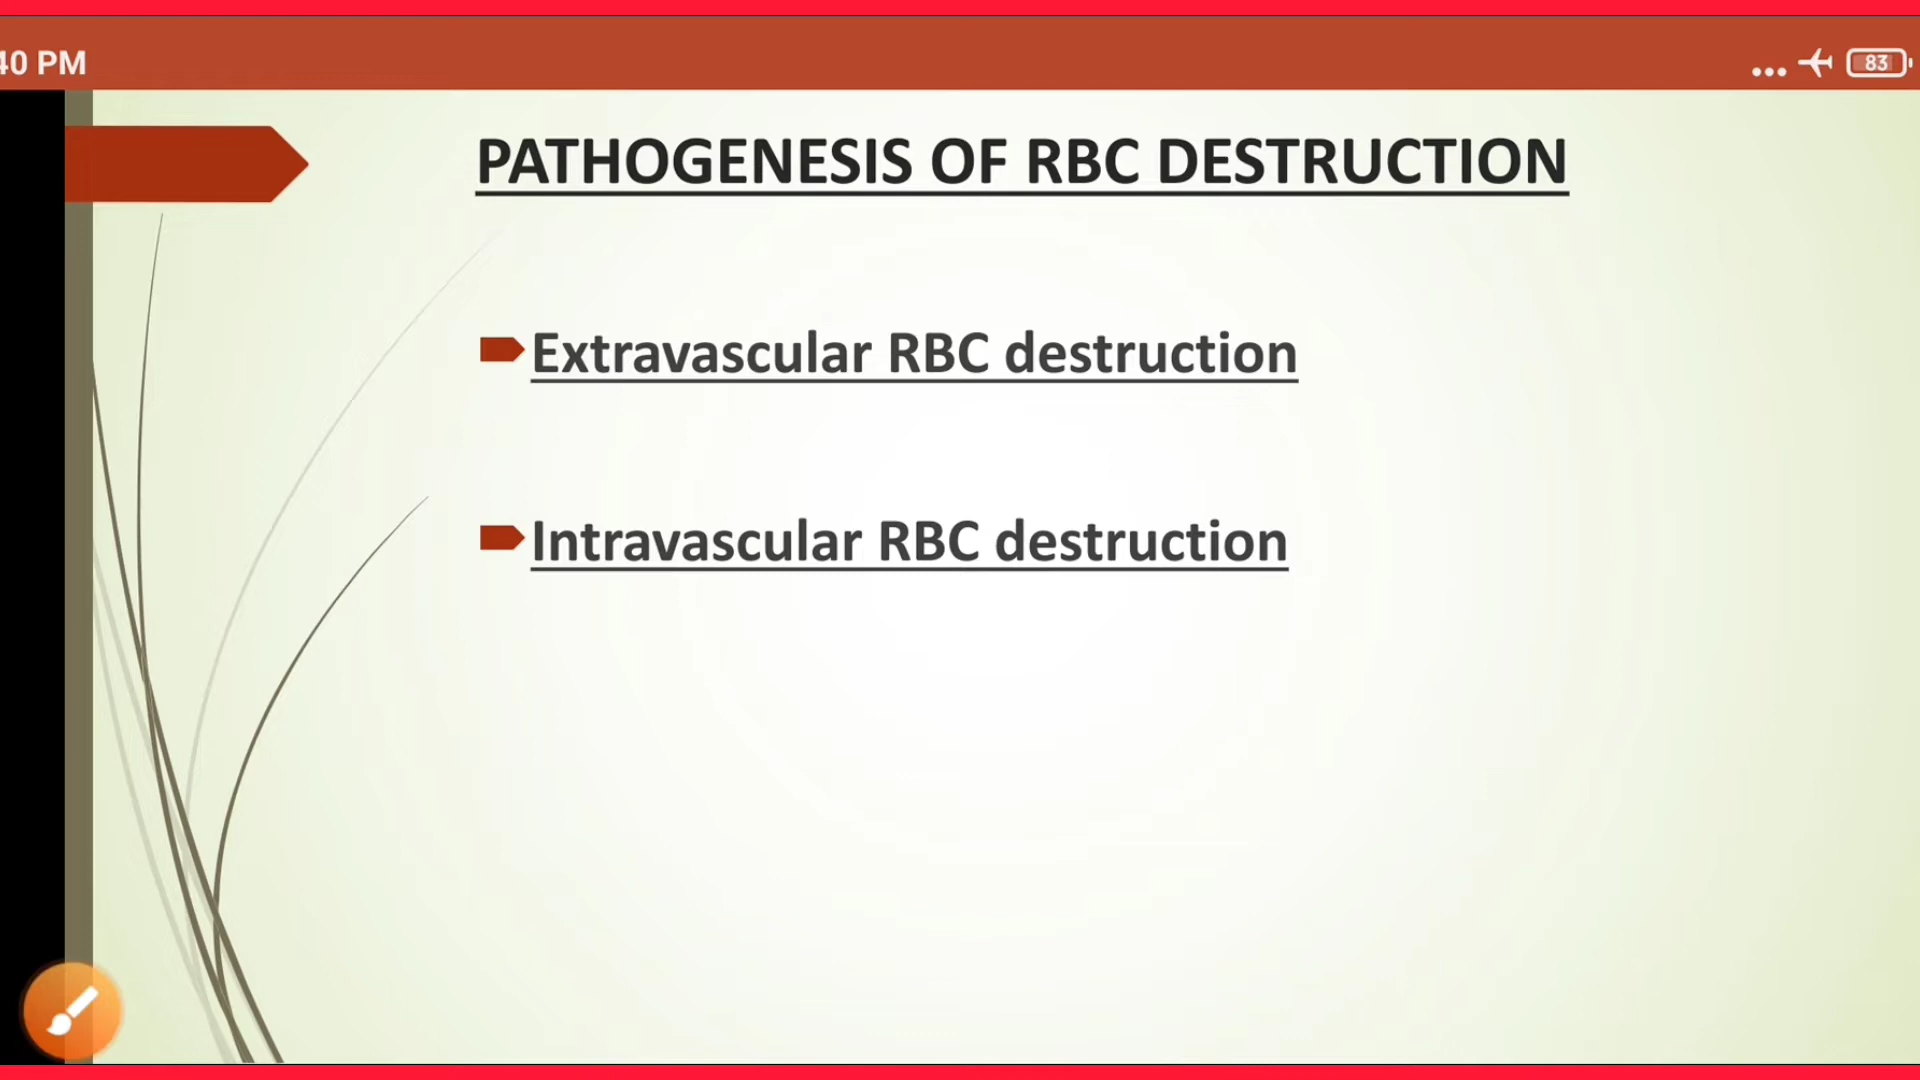 40 PM
83
PATHOGENESIS OF RBC DESTRUCTION
Extravascular RBC destruction
Intravascular RBC destruction